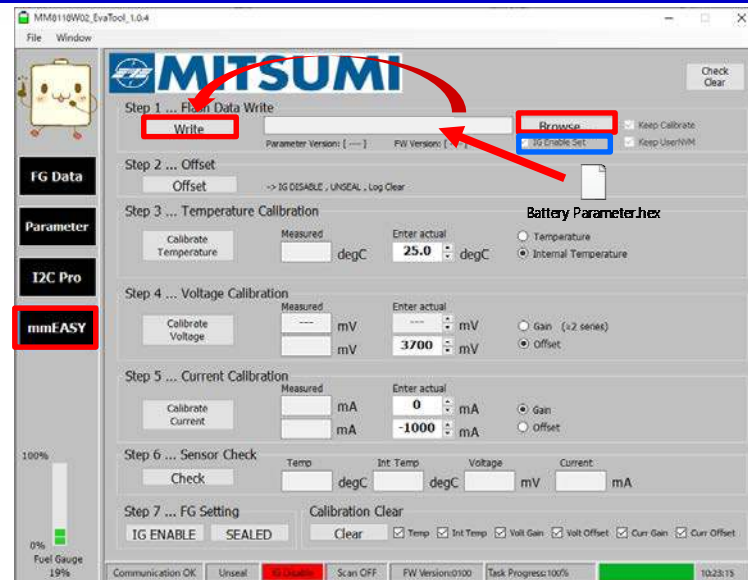 MM8118W02_EvaTool_1.0.4
File Window
MITSUMI
Check
Clear
Step 1 ... Flash Data Write
Write
Browse
Keep Calibrate
Parameter Version: [ ---- ]
FW Version: [
IG Enable Set
Keep UserNVM
Step 2 ... Offset
Offset
-> IG DISABLE , UNSEAL , Log Clear
FG Data
Battery Parameter.hex
Step 3 ... Temperature Calibration
Measured
Enter actual
Parameter
Calibrate
Temperature
degC
25.0
degC
Temperature
Internal Temperature
I2C Pro
Step 4 ... Voltage Calibration
Measured
Enter actual
mmEASY
Calibrate
Voltage
---
mV
---
mV
Gain (≥2 series)
mV
3700
mV
Offset
Step 5 ... Current Calibration
Measured
Enter actual
Calibrate
Current
mA
0
mA
Gain
mA
-1000
mA
Offset
100%
Step 6 ... Sensor Check
Temp
Int Temp
Voltage
Current
Check
degC
degC
mV
mA
Step 7 ... FG Setting
Calibration Clear
IG ENABLE
SEALED
Clear
Temp
Int Temp
Volt Gain
Volt Offset
Curr Gain
Curr Offset
0%
Fuel Gauge
19%
Communication OK
Unseal
IG Disable
Scan OFF
FW Version:0100
Task Progress:100%
10:23:15